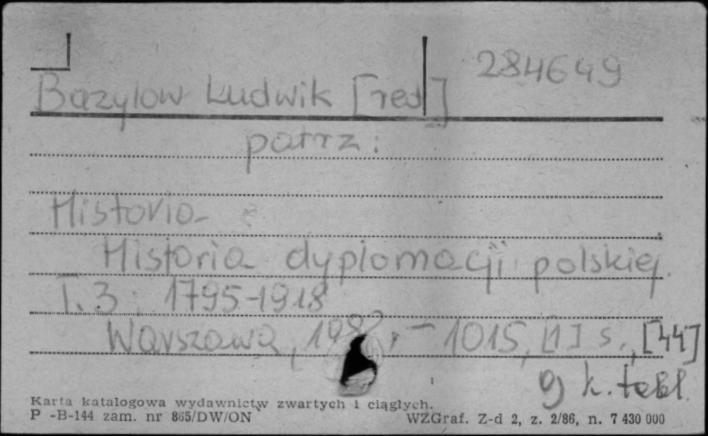 284649
Bazylow Ludwik [red]
patrz:
Historia
Historia dyplomacji polskiej.
T. 3: 1795-1918
Warszawa, 1982, - 1015, [1] s., [44]
k. tabl.
Karta katalogowa wydawnictw zwartych i ciągłych.
P -B-144 zam. nr 865/DW/ON
WZGraf. Z-d 2, z. 2/86, n. 7 430 000